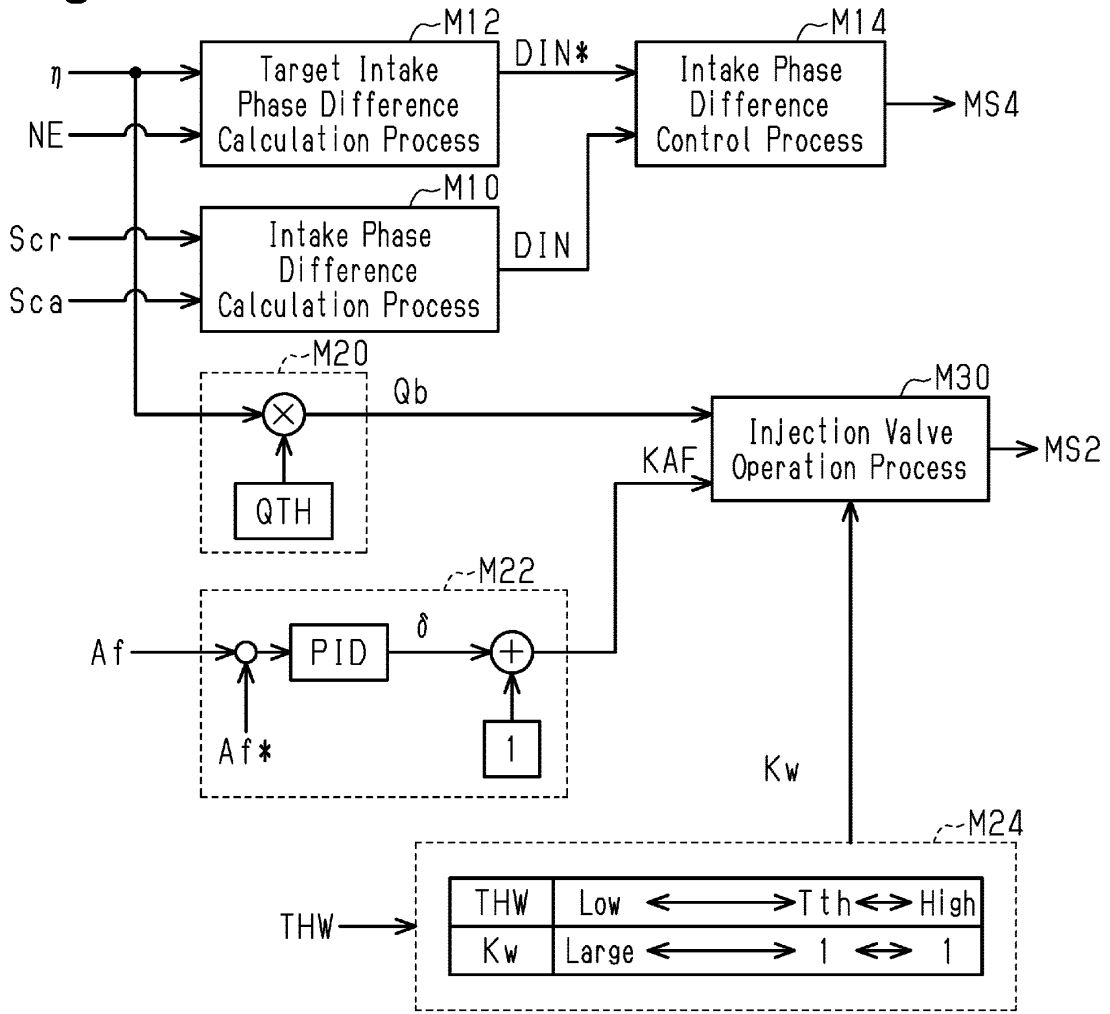 M12
M14
η
NE
Target Intake
Phase Difference
Calculation Process
DIN*
Intake Phase
Difference
Control Process
MS4
M10
Scr
Sca
Intake Phase
Difference
Calculation Process
DIN
M20
×
QTH
Qb
M30
KAF
Injection Valve
Operation Process
MS2
M22
Af
Af*
PID
δ
+
1
Kw
M24
THW
THW Low Tth High
Kw Large 1 1